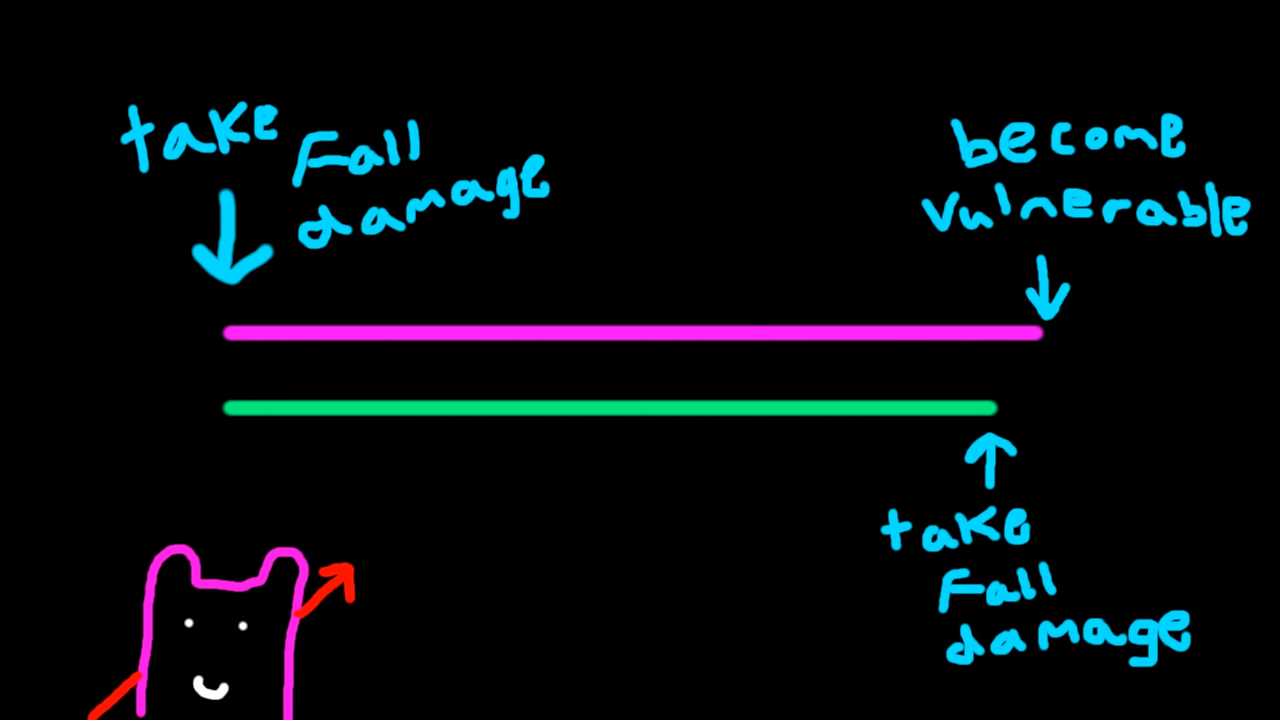 take Fall
damage
become
vulnerable
take
Fall
damage